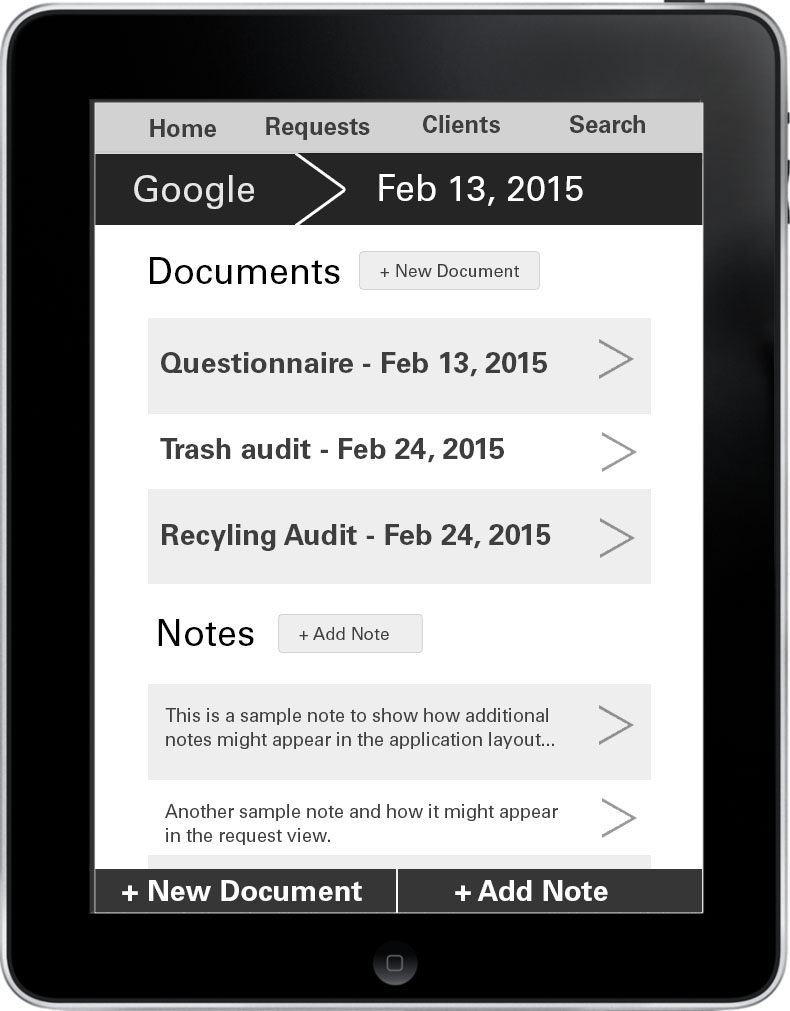 Home Requests Clients Search
Google Feb 13, 2015
Documents + New Document
Questionnaire - Feb 13, 2015
Trash audit - Feb 24, 2015
Recyling Audit - Feb 24, 2015
Notes + Add Note
This is a sample note to show how additional
notes might appear in the application layout...
Another sample note and how it might appear
in the request view.
+ New Document + Add Note